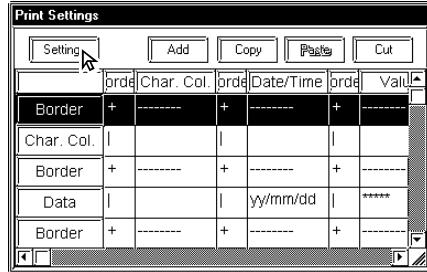 Print Settings
Setting Add Copy Paste Cut
orde Char. Col. orde Date/Time orde Valu
Border + -------- + -------- + --------
Char. Col. | | |
Border + -------- + -------- + --------
Data | | yy/mm/dd | *****
Border + -------- + -------- + --------